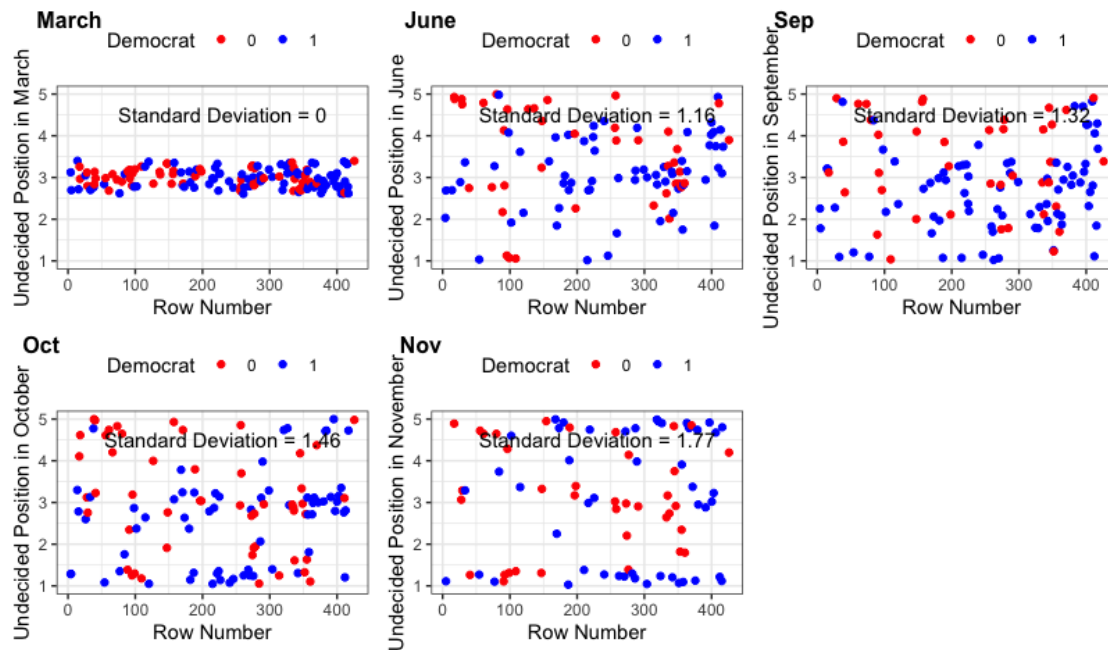 March
Democrat 0 1
Undecided Position in March
5
4
3
2
1
Standard Deviation = 0
0 100 200 300 400
Row Number
June
Democrat 0 1
Undecided Position in June
5
4
3
2
1
Standard Deviation = 1.16
0 100 200 300 400
Row Number
Sep
Democrat 0 1
Undecided Position in September
5
4
3
2
1
Standard Deviation = 1.32
0 100 200 300 400
Row Number
Oct
Democrat 0 1
Undecided Position in October
5
4
3
2
1
Standard Deviation = 1.46
0 100 200 300 400
Row Number
Nov
Democrat 0 1
Undecided Position in November
5
4
3
2
1
Standard Deviation = 1.77
0 100 200 300 400
Row Number